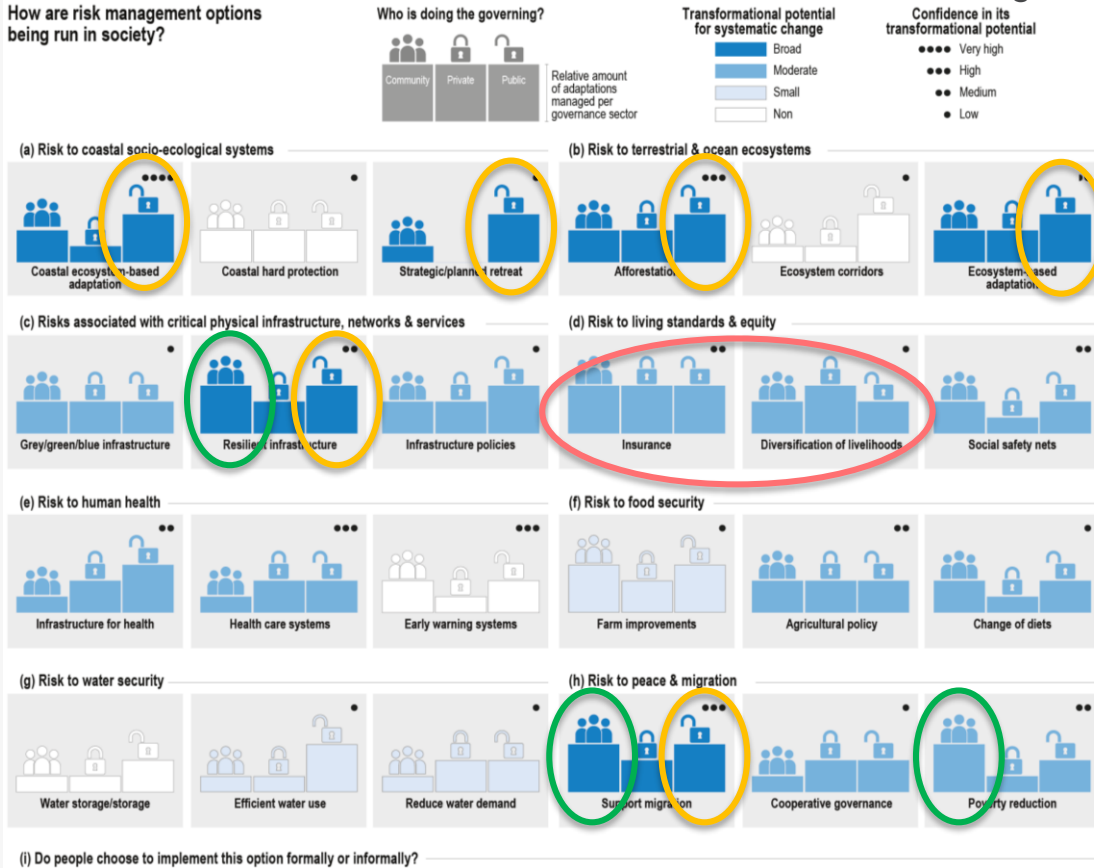 How are risk management options
being run in society?
Who is doing the governing?
Community Private Public
Relative amount
of adaptations
managed per
governance sector
Transformational potential
for systematic change
Broad
Moderate
Small
Non
Confidence in its
transformational potential
Very high
High
Medium
Low
(a) Risk to coastal socio-ecological systems
Coastal ecosystem-based
adaptation
Coastal hard protection
Strategic/planned retreat
(b) Risk to terrestrial & ocean ecosystems
Afforestation
Ecosystem corridors
Ecosystem-based
adaptation
(c) Risks associated with critical physical infrastructure, networks & services
Grey/green/blue infrastructure
Resilient infrastructure
Infrastructure policies
(d) Risk to living standards & equity
Insurance
Diversification of livelihoods
Social safety nets
(e) Risk to human health
Infrastructure for health
Health care systems
Early warning systems
(f) Risk to food security
Farm improvements
Agricultural policy
Change of diets
(g) Risk to water security
Water storage/storage
Efficient water use
Reduce water demand
(h) Risk to peace & migration
Support migration
Cooperative governance
Poverty reduction
(i) Do people choose to implement this option formally or informally?